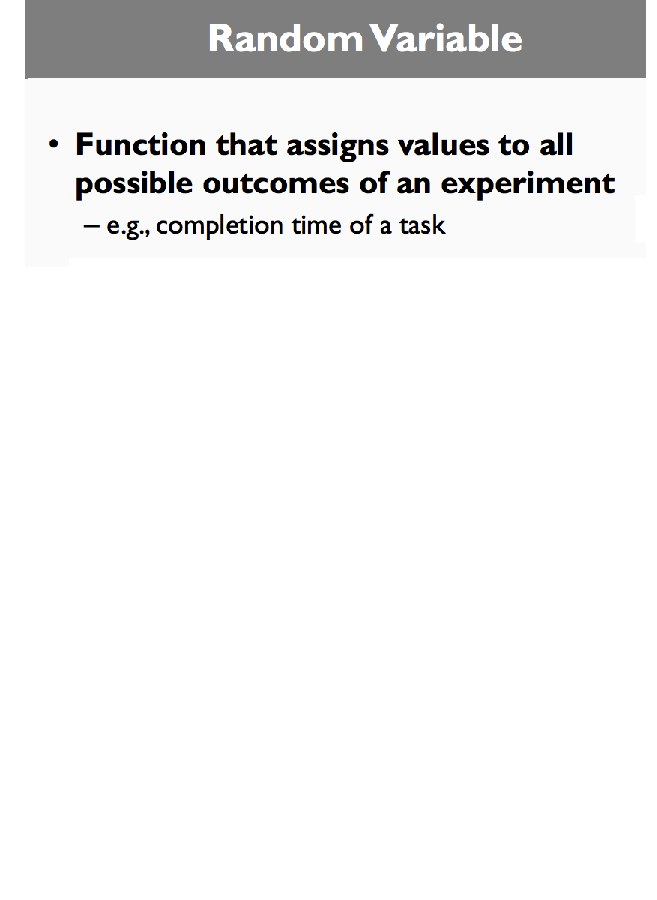 Random Variable
• Function that assigns values to all
possible outcomes of an experiment
– e.g., completion time of a task